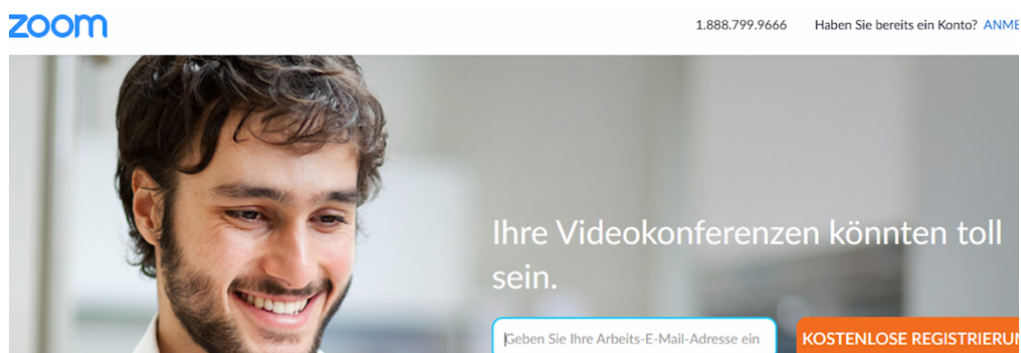 zoom
1.888.799.9666 Haben Sie bereits ein Konto?
Ihre Videokonferenzen könnten toll
sein.
Geben Sie Ihre Arbeits-E-Mail-Adresse ein
KOSTENLOSE